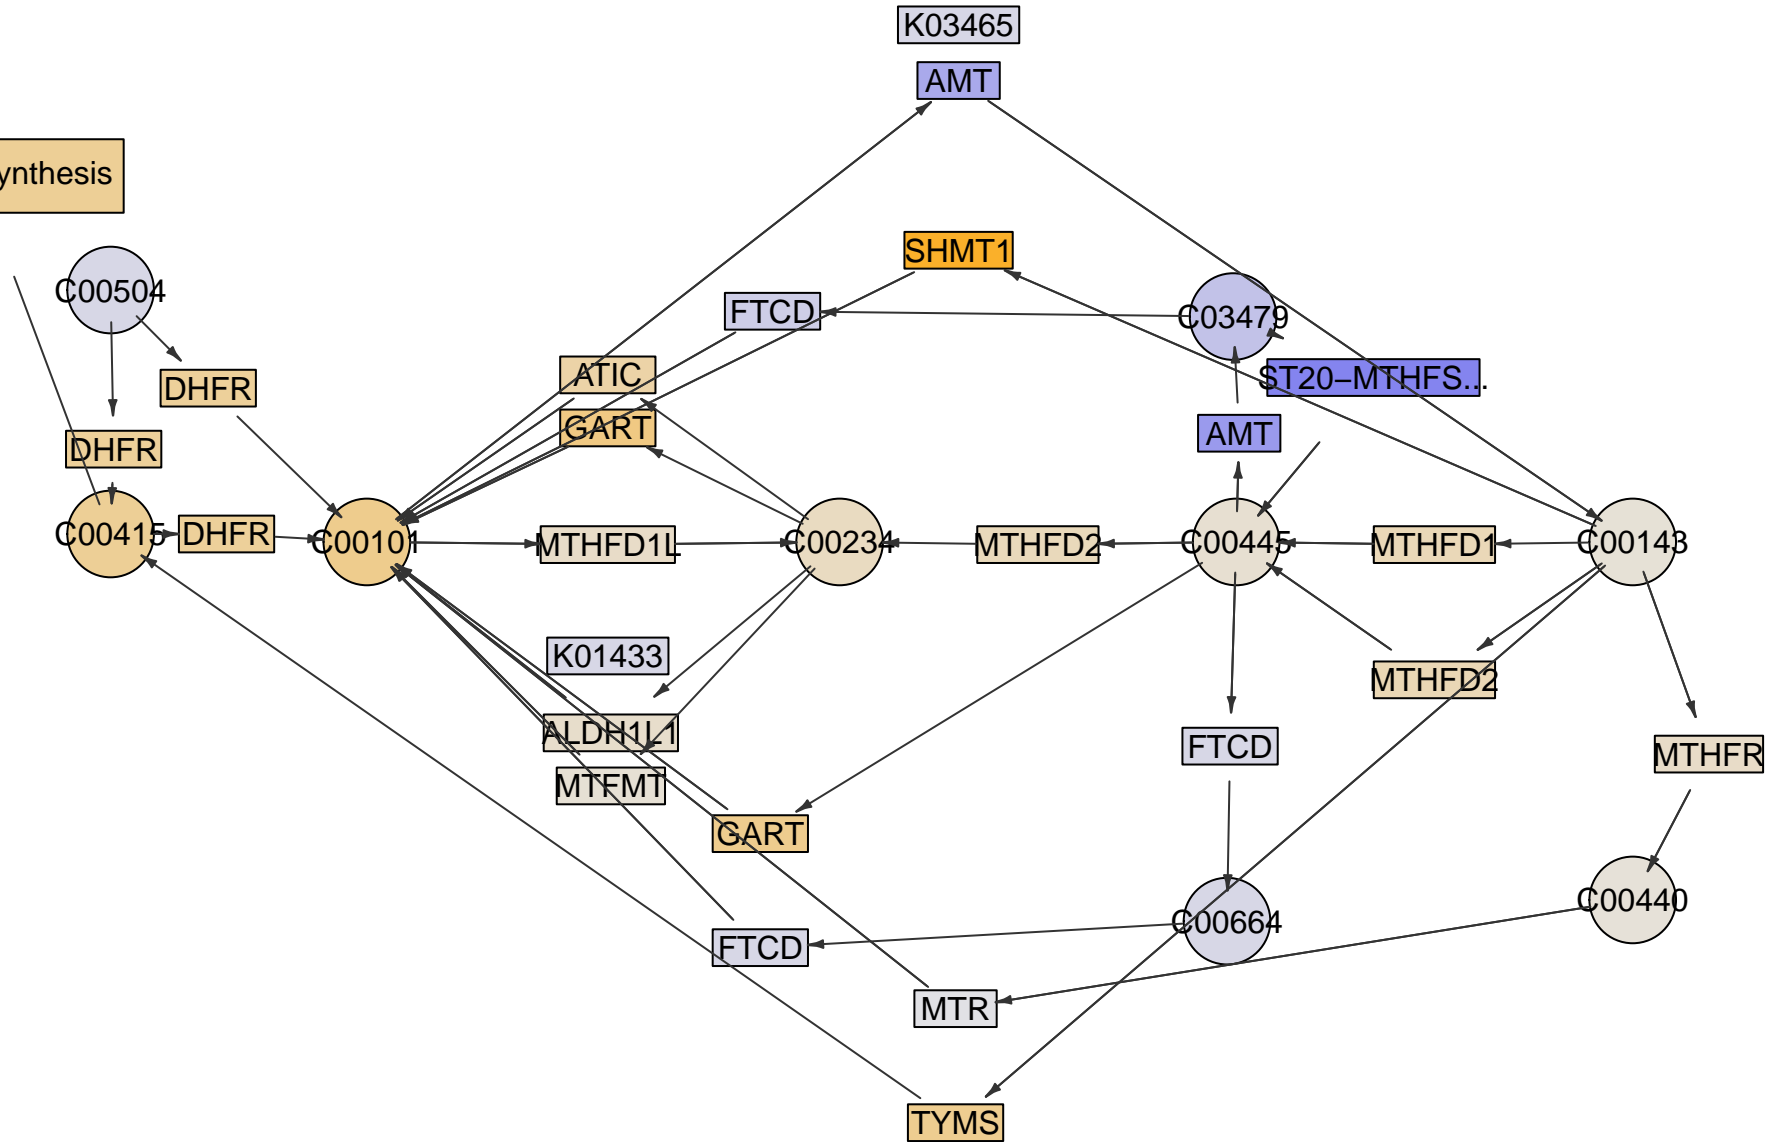 K03465
AMT
ynthesis
SHMT1
C00504
FTCD
C03479
ATIC
DHFR
ST20−MTHFS...
GART
AMT
DHFR
C00415
DHFR
C00101
MTHFD1L
C00234
MTHFD2
C00445
MTHFD1
C00143
K01433
MTHFD2
ALDH1L1
FTCD
MTHFR
MTFMT
GART
C00440
C00664
FTCD
MTR
TYMS